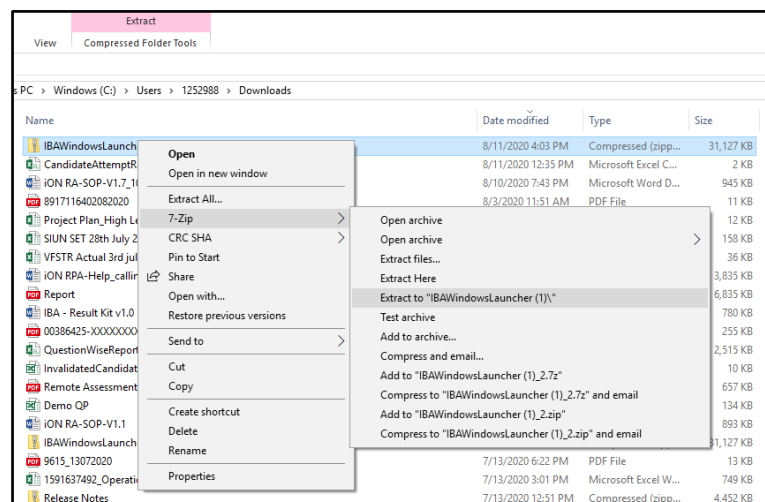 Extract
View Compressed Folder Tools
s PC > Windows (C:) > Users > 1252988 > Downloads
Name Date modified Type Size
IBAWindowsLaunch 8/11/2020 4:03 PM Compressed (zipp... 31,127 KB
CandidateAttemptR 8/11/2020 12:35 PM Microsoft Excel C... 2 KB
iON RA-SOP-V1.7_10 8/10/2020 7:43 PM Microsoft Word D... 945 KB
8917116402082020 8/3/2020 11:51 AM PDF File 11 KB
Project Plan_High Le 12 KB
SIUN SET 28th July 2 158 KB
VFSTR Actual 3rd jul 36 KB
iON RPA-Help_callin 3,835 KB
Report 6,835 KB
IBA - Result Kit v1.0 780 KB
00386425-XXXXXXXX 255 KB
QuestionWiseReport 2,515 KB
InvalidatedCandidat 10 KB
Remote Assessment 657 KB
Demo QP 134 KB
iON RA-SOP-V1.1 893 KB
IBAWindowsLaunch 31,127 KB
9615_13072020 7/13/2020 6:22 PM PDF File 13 KB
1591637492_Operati 7/13/2020 3:01 PM Microsoft Excel W... 749 KB
Release Notes 7/13/2020 12:51 PM Compressed (zipp... 4,452 KB
Open
Open in new window
Extract All...
7-Zip
CRC SHA
Pin to Start
Share
Open with...
Restore previous versions
Send to
Cut
Copy
Create shortcut
Delete
Rename
Properties
Open archive
Open archive
Extract files...
Extract Here
Extract to "IBAWindowsLauncher (1)\"
Test archive
Add to archive...
Compress and email...
Add to "IBAWindowsLauncher (1)_2.7z"
Compress to "IBAWindowsLauncher (1)_2.7z" and email
Add to "IBAWindowsLauncher (1)_2.zip"
Compress to "IBAWindowsLauncher (1)_2.zip" and email